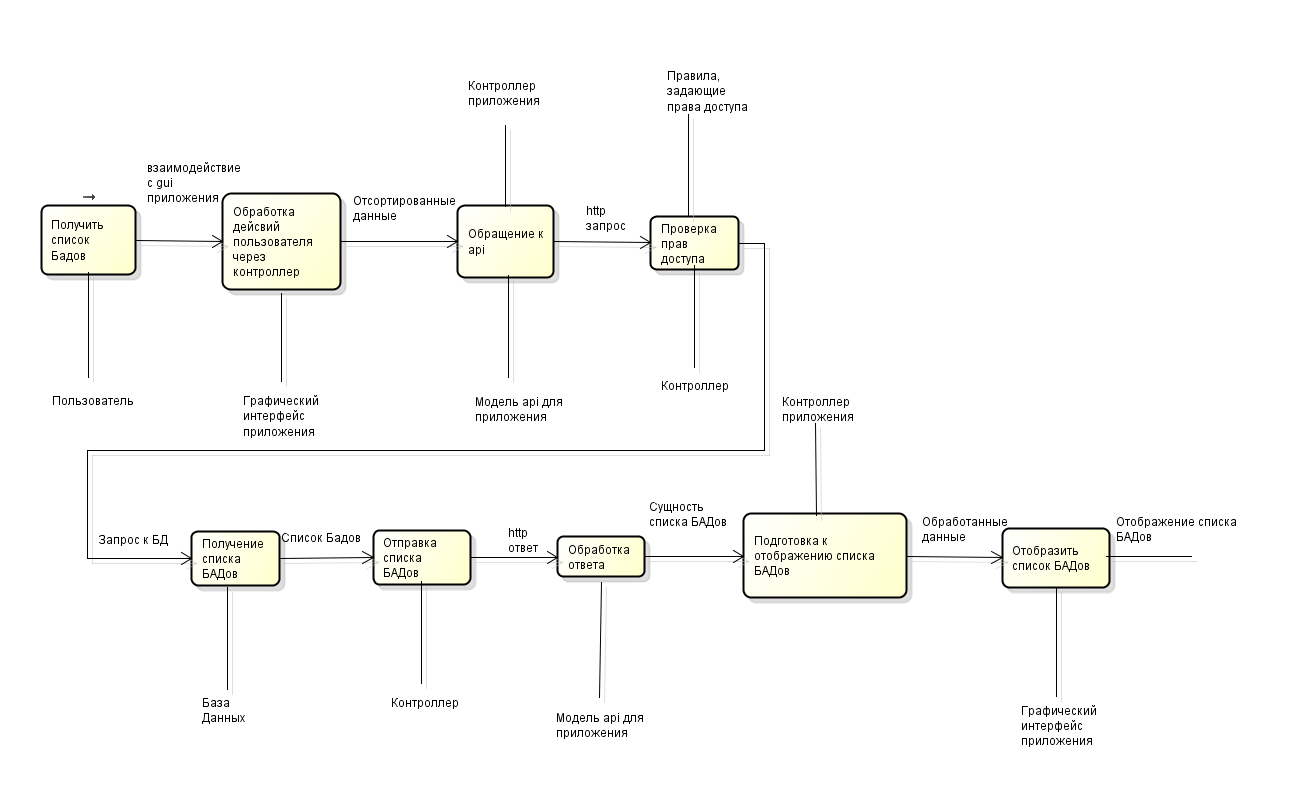 Контроллер
приложения
Правила,
задающие
права доступа
взаимодействие
с gui
приложения
Получить
список
Бадов
Обработка
дейсвий
пользователя
через
контроллер
Отсортированные
данные
Обращение к
api
http
запрос
Проверка
прав
доступа
Пользователь
Графический
интерфейс
приложения
Модель api для
приложения
Контроллер
Контроллер
приложения
Запрос к БД
Получение
списка
БАДов
Список Бадов
Отправка
списка
БАДов
http
ответ
Обработка
ответа
Сущность
списка БАДов
Подготовка к
отображению списка
БАДов
Обработанные
данные
Отобразить
список БАДов
Отображение списка
БАДов
База
Данных
Контроллер
Модель api для
приложения
Графический
интерфейс
приложения